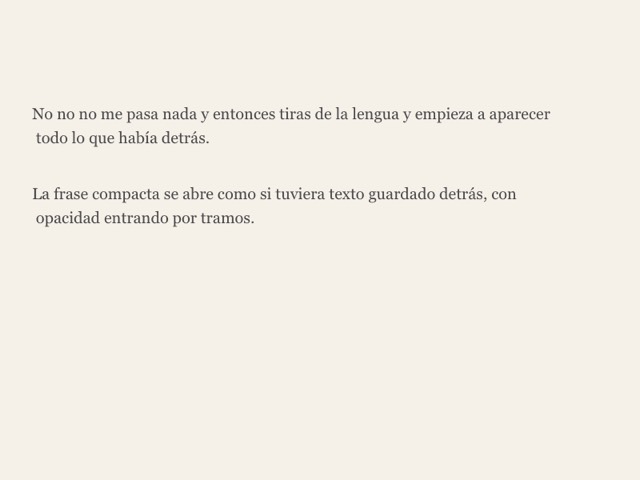 No no no me pasa nada y entonces tiras de la lengua y empieza a aparecer
todo lo que había detrás.
La frase compacta se abre como si tuviera texto guardado detrás, con
opacidad entrando por tramos.